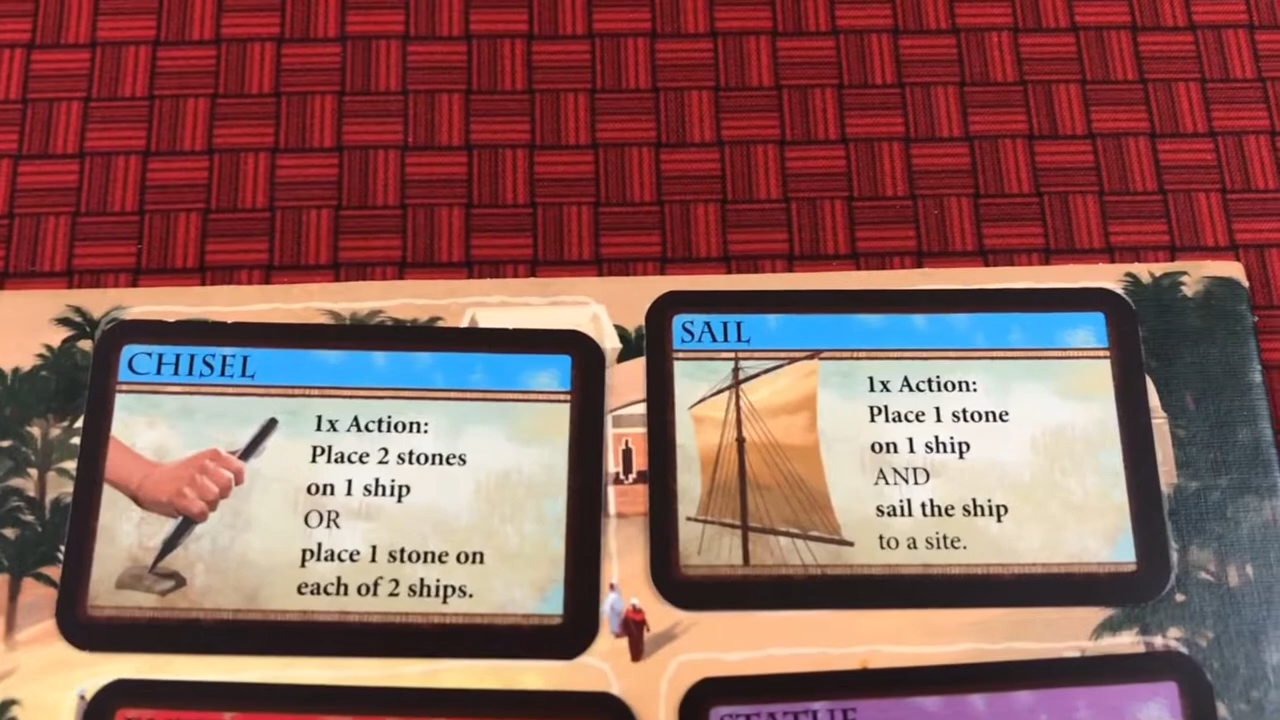 CHISEL
1x Action:
Place 2 stones
on 1 ship
OR
place 1 stone on
each of 2 ships.
SAIL
1x Action:
Place 1 stone
on 1 ship
AND
sail the ship
to a site.
STATUE